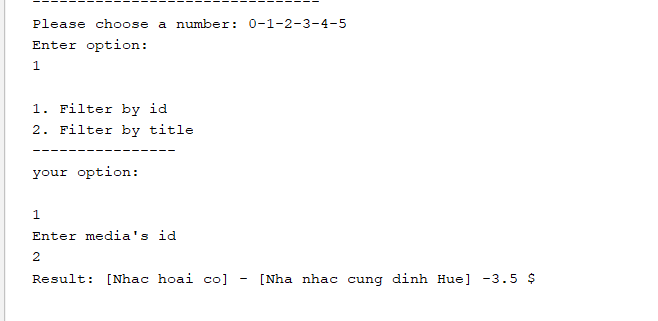 --------------------------------
Please choose a number: 0-1-2-3-4-5
Enter option:
1
1. Filter by id
2. Filter by title
----------------
your option:
1
Enter media's id
2
Result: [Nhac hoai co] - [Nha nhac cung dinh Hue] -3.5 $